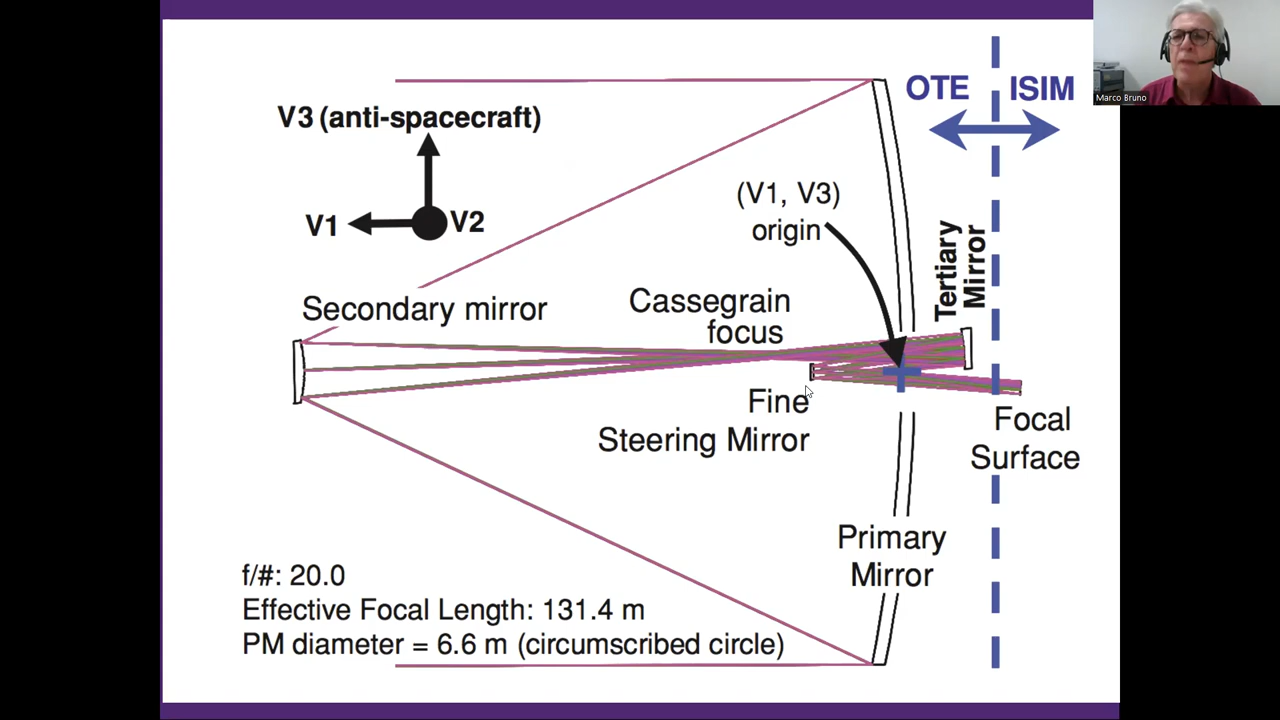 OTE ISIM
Marco Bruno
V3 (anti-spacecraft)
V1 V2
(V1, V3)
origin
Tertiary
Mirror
Secondary mirror
Cassegrain
focus
Fine
Steering Mirror
Focal
Surface
Primary
Mirror
f/#: 20.0
Effective Focal Length: 131.4 m
PM diameter = 6.6 m (circumscribed circle)